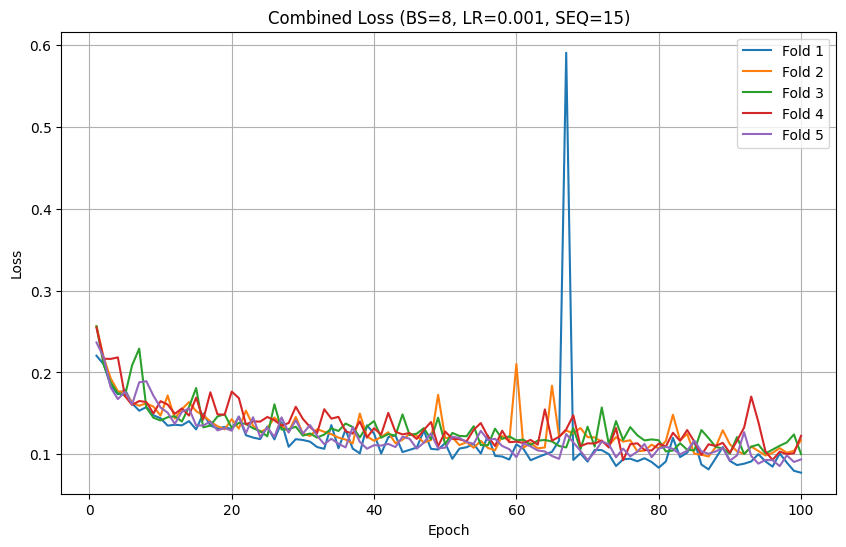 Combined Loss (BS=8, LR=0.001, SEQ=15)
Fold 1
Fold 2
Fold 3
Fold 4
Fold 5
Loss
0.6
0.5
0.4
0.3
0.2
0.1
0 20 40 60 80 100
Epoch